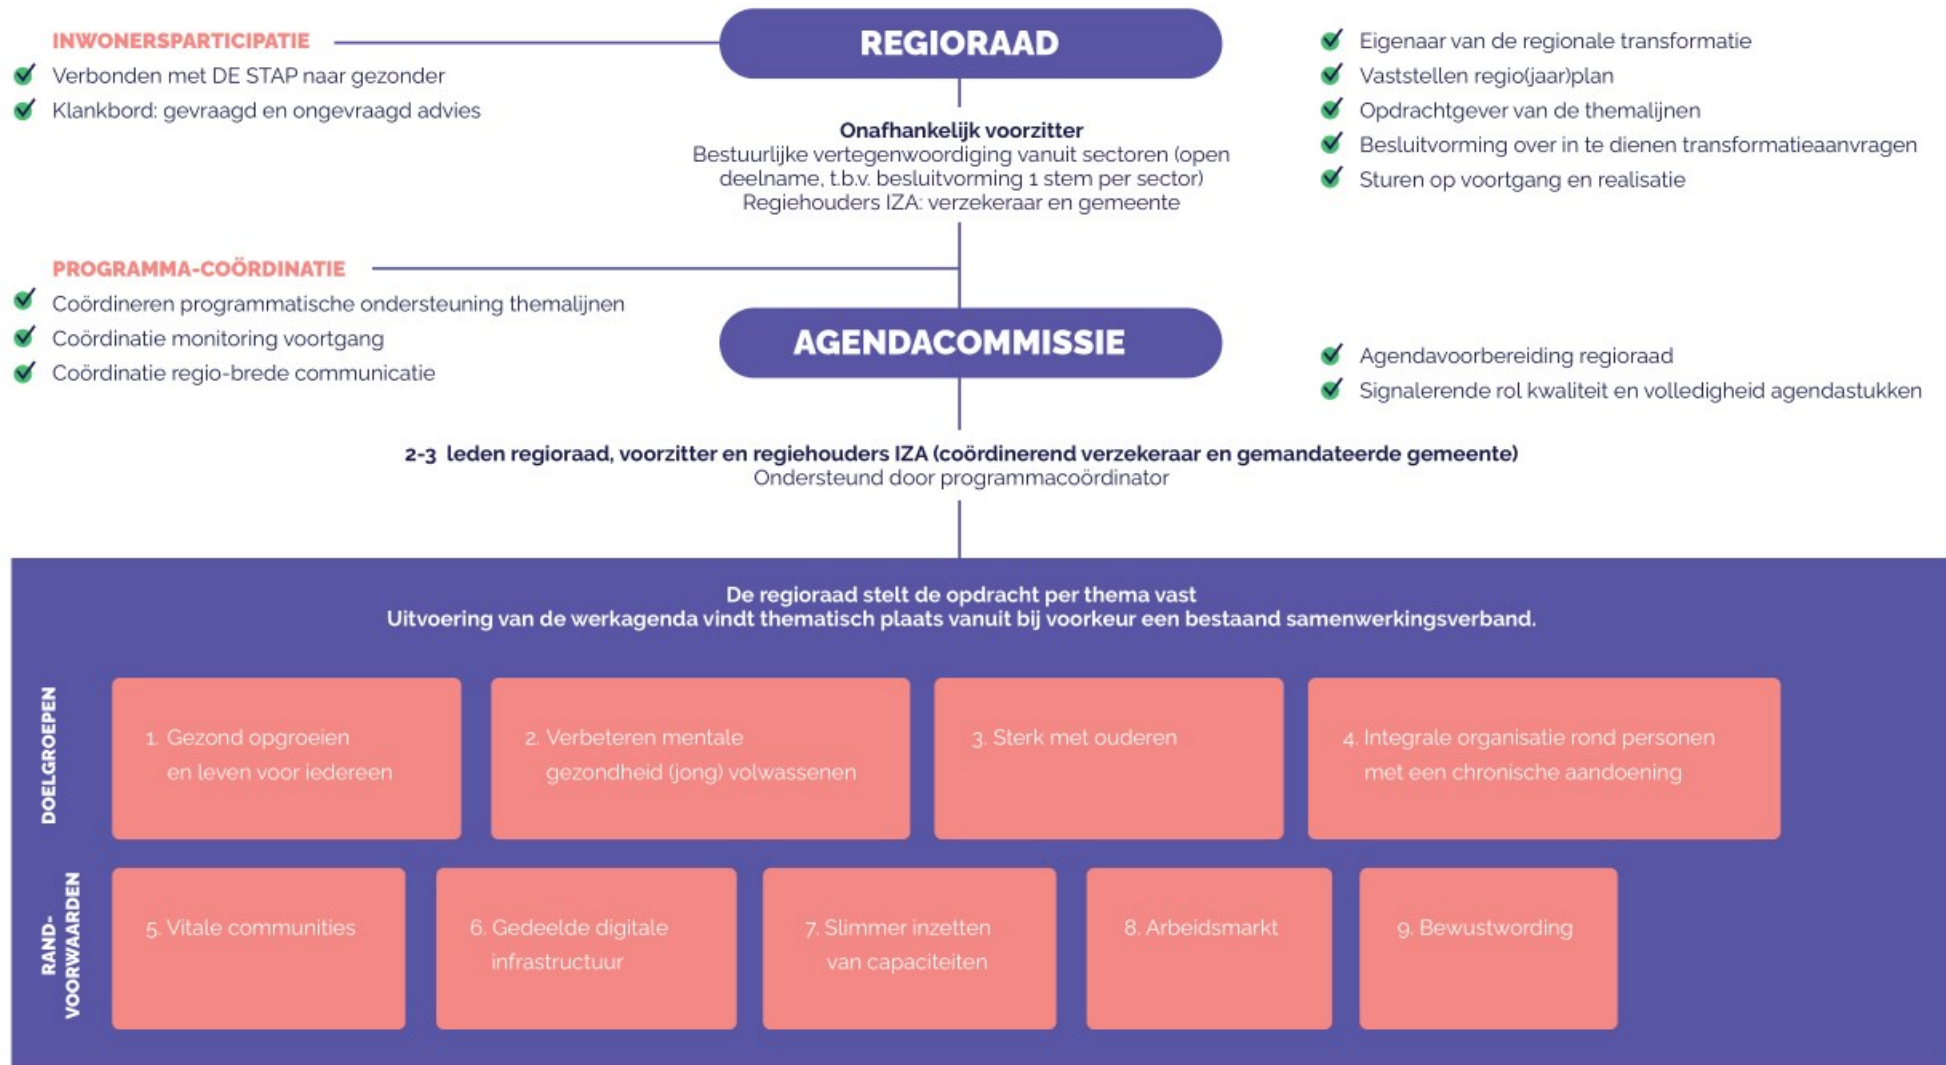 INWONERSPARTICIPATIE
Verbonden met DE STAP naar gezonder
Klankbord: gevraagd en ongevraagd advies
REGIORAAD
Onafhankelijk voorzitter
Bestuurlijke vertegenwoordiging vanuit sectoren (open
deelname, t.b.v. besluitvorming 1 stem per sector)
Regiehouders IZA: verzekeraar en gemeente
Eigenaar van de regionale transformatie
Vaststellen regio(jaar)plan
Opdrachtgever van de themalijnen
Besluitvorming over in te dienen transformatieaanvragen
Sturen op voortgang en realisatie
PROGRAMMA-COÖRDINATIE
Coördineren programmatische ondersteuning themalijnen
Coördinatie monitoring voortgang
Coördinatie regio-brede communicatie
AGENDACOMMISSIE
Agendavoorbereiding regioraad
Signalerende rol kwaliteit en volledigheid agendastukken
2-3 leden regioraad, voorzitter en regiehouders IZA (coördinerend verzekeraar en gemandateerde gemeente)
Ondersteund door programmacoördinator
De regioraad stelt de opdracht per thema vast
Uitvoering van de werkagenda vindt thematisch plaats vanuit bij voorkeur een bestaand samenwerkingsverband.
DOELGROEPEN
1. Gezond opgroeien
en leven voor iedereen
2. Verbeteren mentale
gezondheid (jong) volwassenen
3. Sterk met ouderen
4. Integrale organisatie rond personen
met een chronische aandoening
RAND-
VOORWAARDEN
5. Vitale communities
6. Gedeelde digitale
infrastructuur
7. Slimmer inzetten
van capaciteiten
8. Arbeidsmarkt
9. Bewustwording